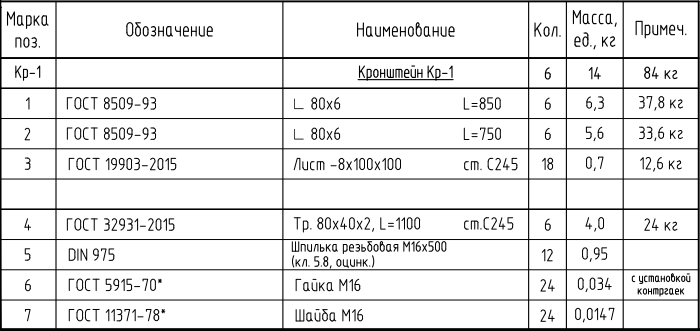 Марка поз. Обозначение Наименование Кол. Масса, ед., кг Примеч.
Кр-1 Кронштейн Кр-1 6 14 84 кг
1 ГОСТ 8509-93 ∟ 80х6 L=850 6 6,3 37,8 кг
2 ГОСТ 8509-93 ∟ 80х6 L=750 6 5,6 33,6 кг
3 ГОСТ 19903-2015 Лист -8х100х100 ст. С245 18 0,7 12,6 кг
4 ГОСТ 32931-2015 Тр. 80х40х2, L=1100 ст.С245 6 4,0 24 кг
5 DIN 975 Шпилька резьбовая М16х500 (кл. 5.8, оцинк.) 12 0,95
6 ГОСТ 5915-70* Гайка М16 24 0,034 с установкой контргаек
7 ГОСТ 11371-78* Шайба М16 24 0,0147